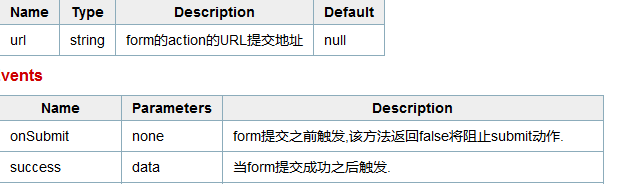 Name Type Description Default
url string form的action的URL提交地址 null
vents
Name Parameters Description
onSubmit none form提交之前触发,该方法返回false将阻止submit动作.
success data 当form提交成功之后触发.